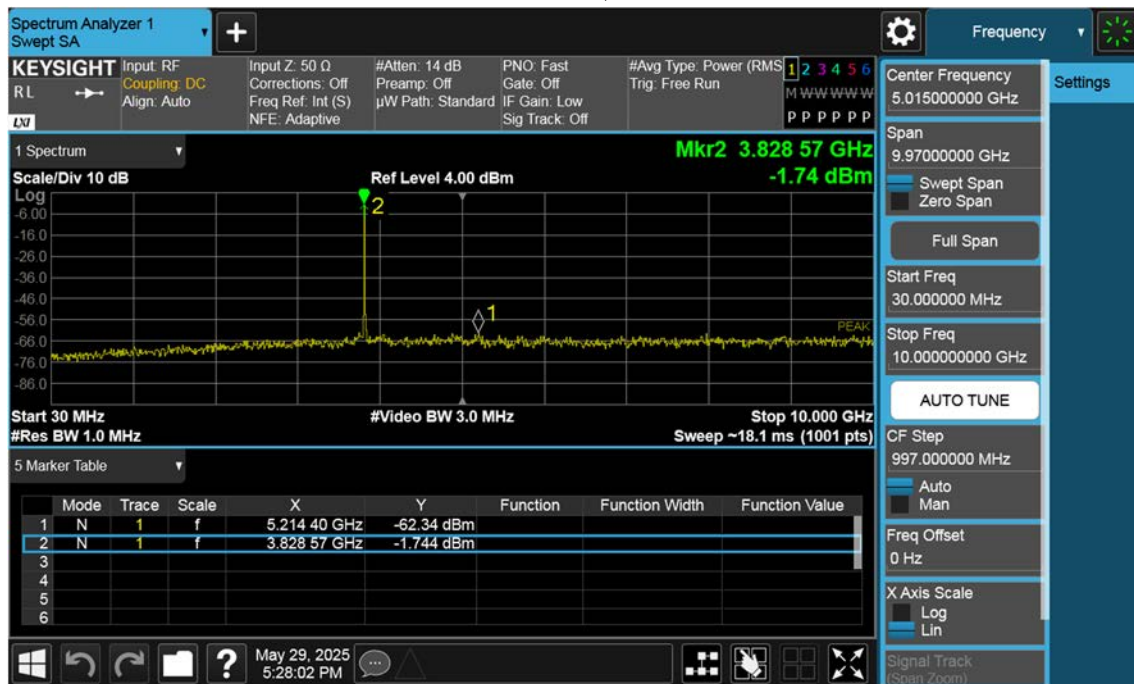 Spectrum Analyzer 1
Swept SA
Frequency
KEYSIGHT
RL
LXI
Input: RF
Coupling: DC
Align: Auto
Input Z: 50 Ω
Corrections: Off
Freq Ref: Int (S)
NFE: Adaptive
#Atten: 14 dB
Preamp: Off
µW Path: Standard
PNO: Fast
Gate: Off
IF Gain: Low
Sig Track: Off
#Avg Type: Power (RMS
Trig: Free Run
1 2 3 4 5 6
M W W W W W
P P P P P P
1 Spectrum
Mkr2 3.828 57 GHz
-1.74 dBm
Scale/Div 10 dB
Ref Level 4.00 dBm
Log
-6.00
-16.0
-26.0
-36.0
-46.0
-56.0
-66.0
-76.0
-86.0
2
1
PEAK
Start 30 MHz
#Video BW 3.0 MHz
Stop 10.000 GHz
#Res BW 1.0 MHz
Sweep ~18.1 ms (1001 pts)
5 Marker Table
Mode Trace Scale X Y Function Function Width Function Value
1 N 1 f 5.214 40 GHz -62.34 dBm
2 N 1 f 3.828 57 GHz -1.744 dBm
3
4
5
6
?
May 29, 2025
5:28:02 PM
Center Frequency
5.015000000 GHz
Span
9.97000000 GHz
Swept Span
Zero Span
Full Span
Start Freq
30.000000 MHz
Stop Freq
10.000000000 GHz
AUTO TUNE
CF Step
997.000000 MHz
Auto
Man
Freq Offset
0 Hz
X Axis Scale
Log
Lin
Signal Track
(Span Zoom)
Settings